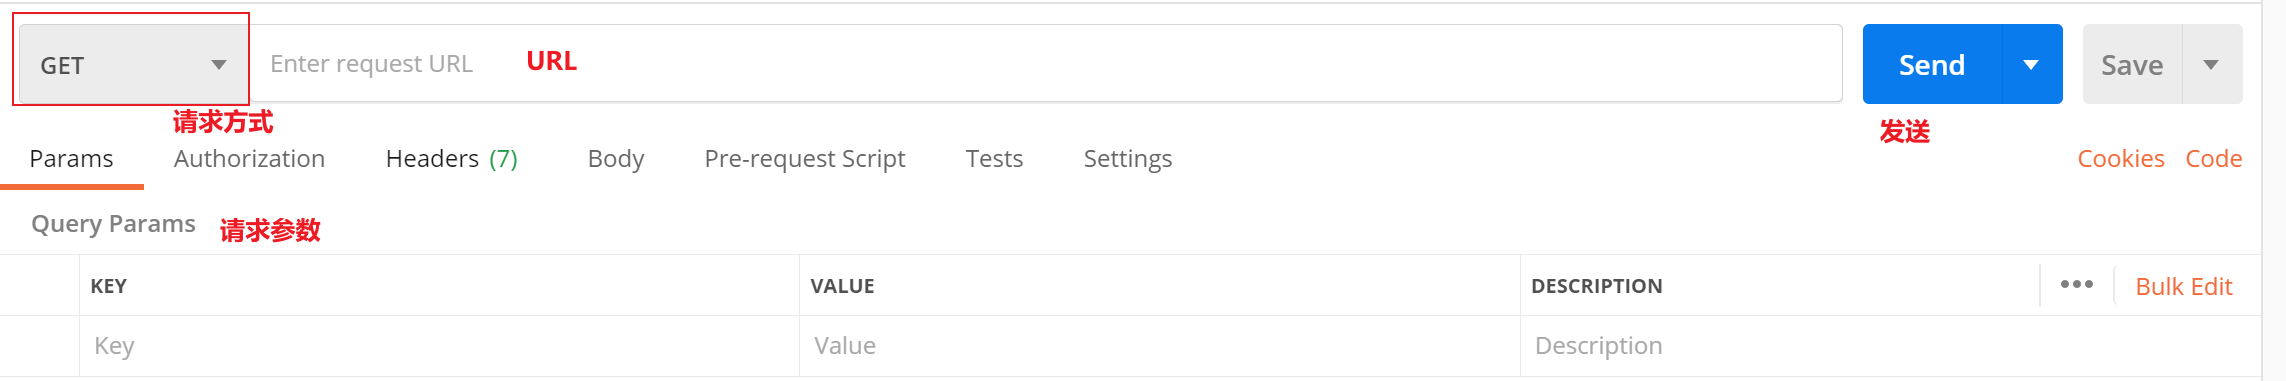 GET Enter request URL URL Send Save
请求方式 发送
Params Authorization Headers (7) Body Pre-request Script Tests Settings Cookies Code
Query Params 请求参数
KEY VALUE DESCRIPTION ••• Bulk Edit
Key Value Description